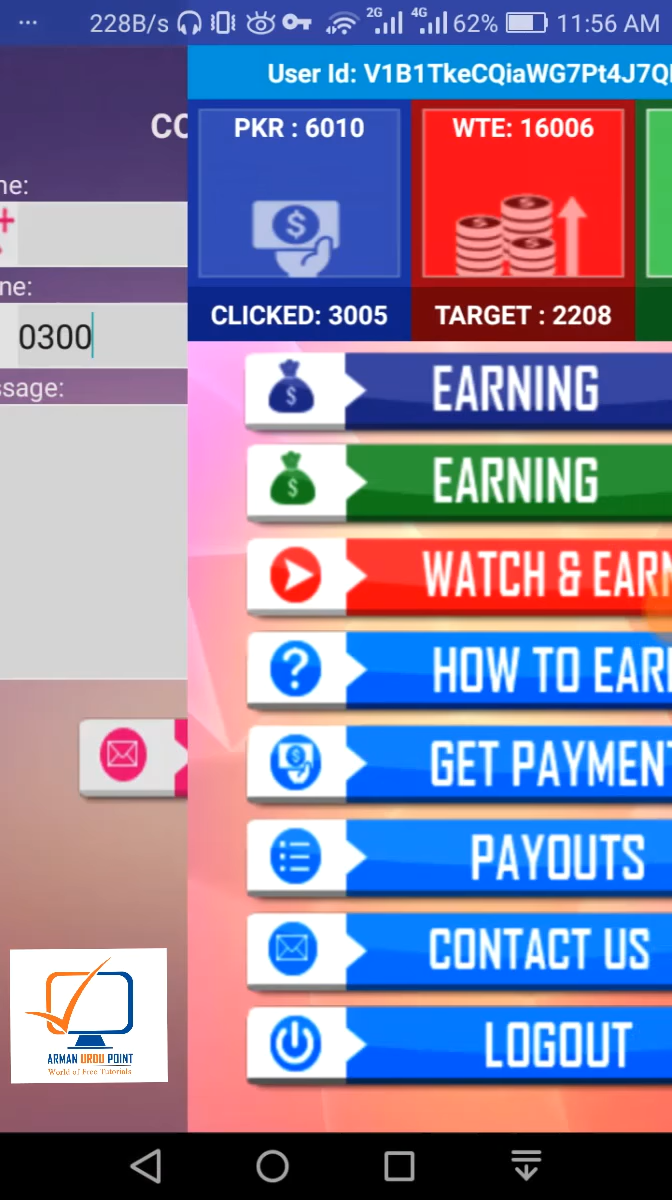 ... 228B/s 2G 4G 62% 11:56 AM
User Id: V1B1TkeCQiaWG7Pt4J7Q
CO
ne:
ne:
0300
ssage:
PKR : 6010
WTE: 16006
CLICKED: 3005
TARGET : 2208
EARNING
EARNING
WATCH & EARN
HOW TO EAR
GET PAYMENT
PAYOUTS
CONTACT US
LOGOUT
ARMAN URDU POINT
World of Free Tutorials